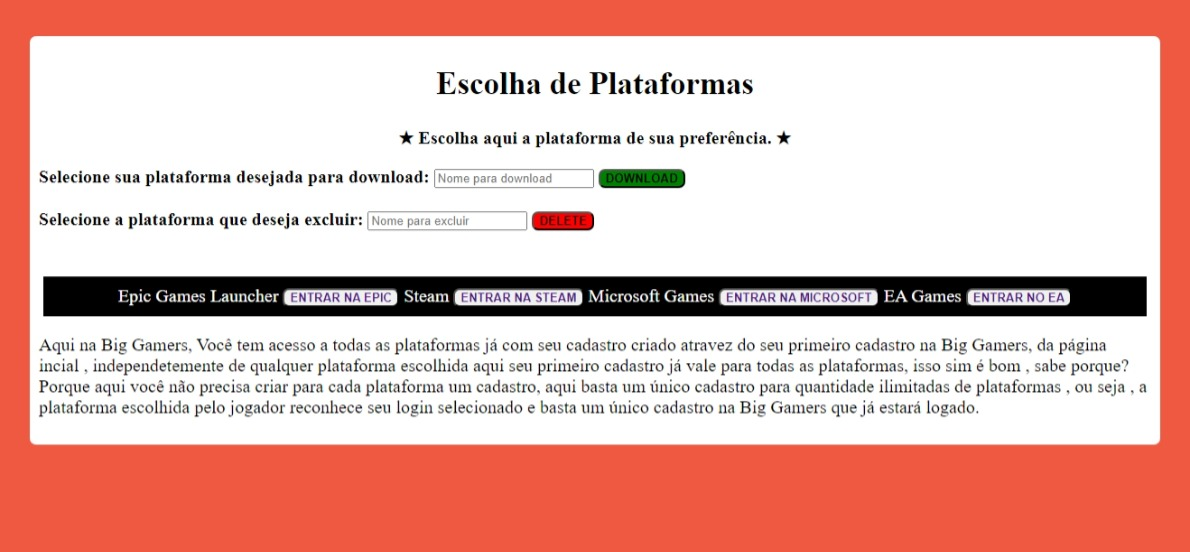 Escolha de Plataformas
★ Escolha aqui a plataforma de sua preferência. ★
Selecione sua plataforma desejada para download: Nome para download DOWNLOAD
Selecione a plataforma que deseja excluir: Nome para excluir DELETE
Epic Games Launcher ENTRAR NA EPIC Steam ENTRAR NA STEAM Microsoft Games ENTRAR NA MICROSOFT EA Games ENTRAR NO EA
Aqui na Big Gamers, Você tem acesso a todas as plataformas já com seu cadastro criado atravez do seu primeiro cadastro na Big Gamers, da página
incial , independetemente de qualquer plataforma escolhida aqui seu primeiro cadastro já vale para todas as plataformas, isso sim é bom , sabe porque?
Porque aqui você não precisa criar para cada plataforma um cadastro, aqui basta um único cadastro para quantidade ilimitadas de plataformas , ou seja , a
plataforma escolhida pelo jogador reconhece seu login selecionado e basta um único cadastro na Big Gamers que já estará logado.